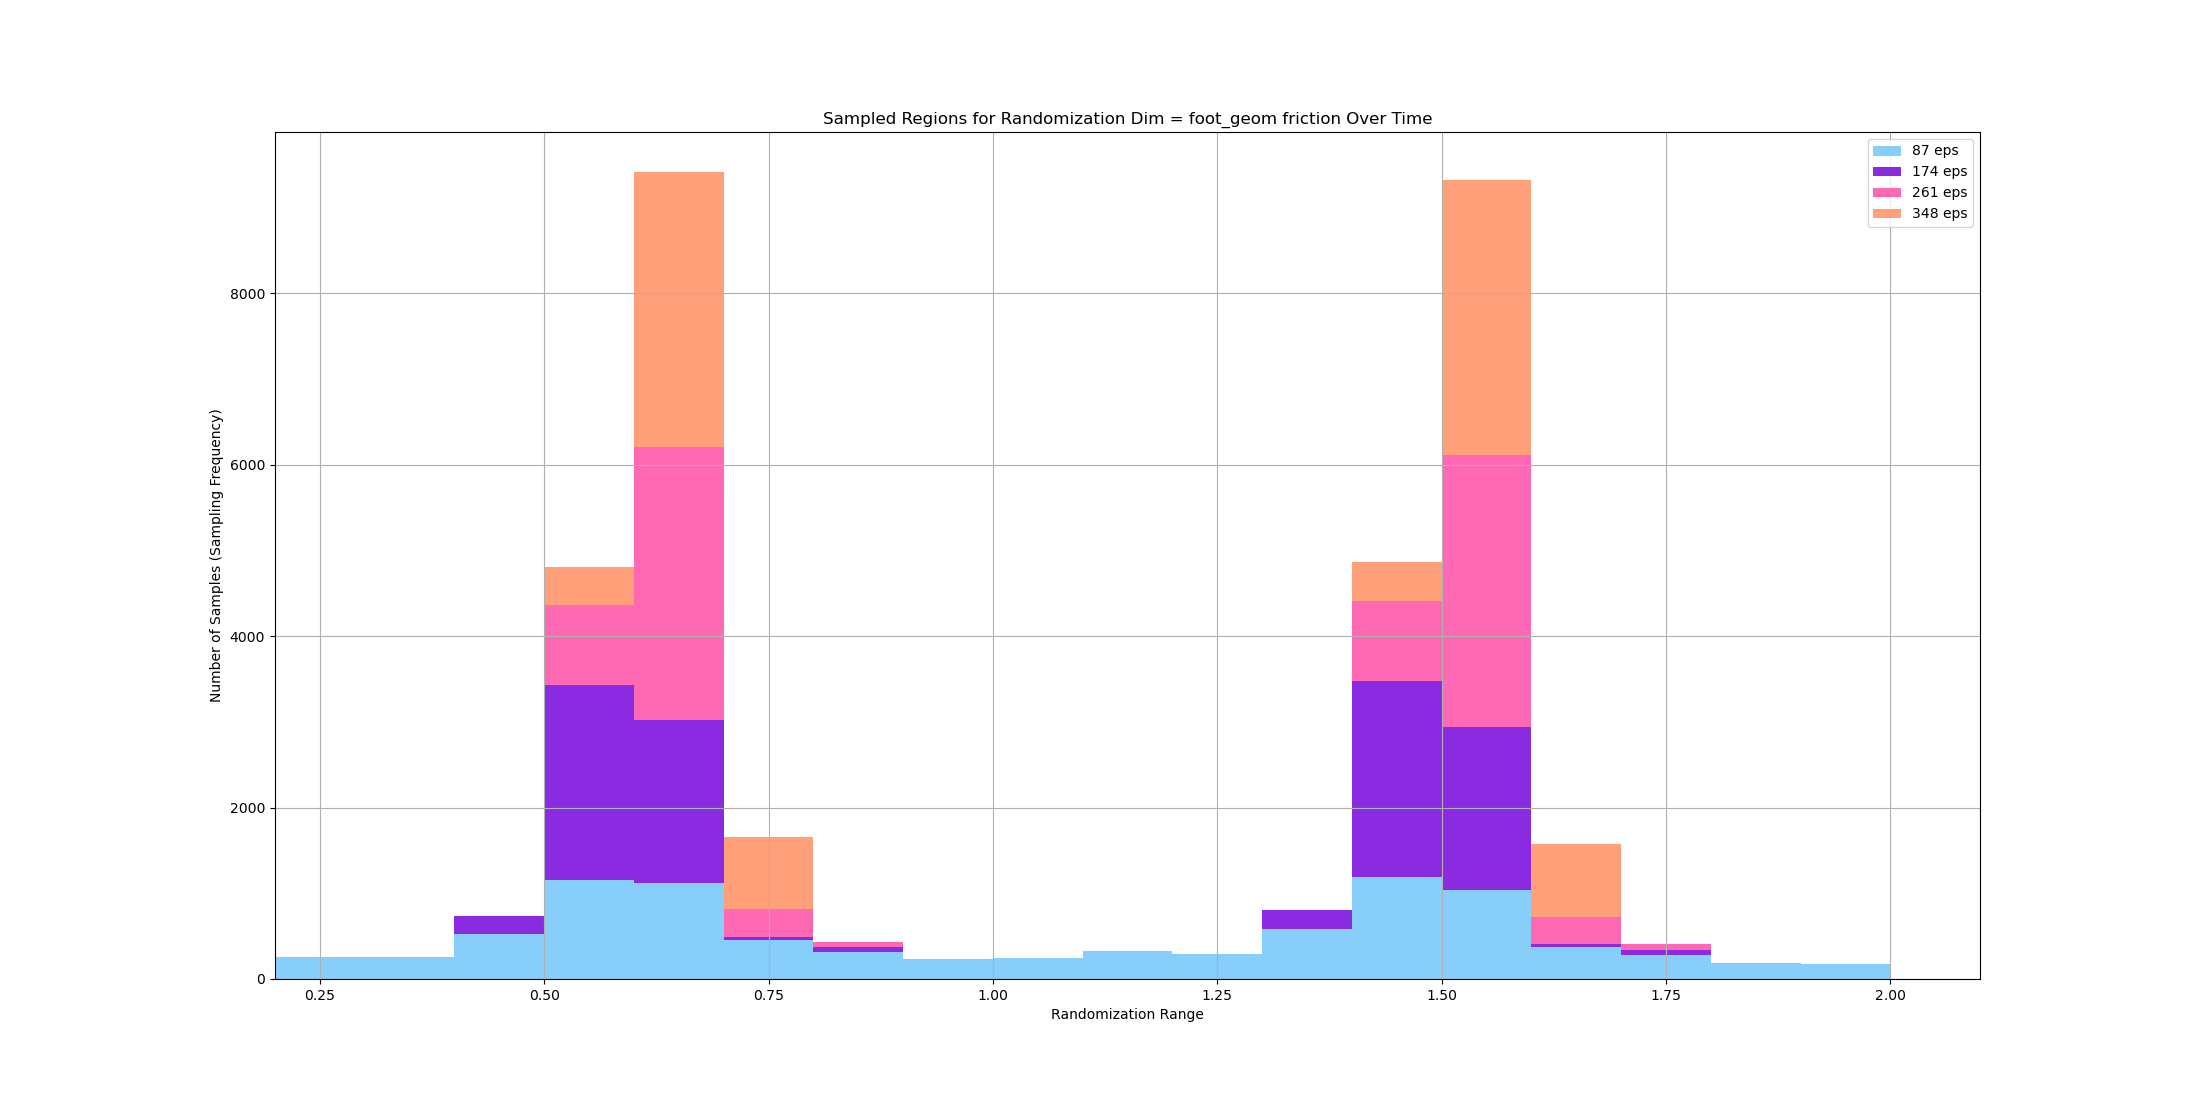 Sampled Regions for Randomization Dim = foot_geom friction Over Time
87 eps
174 eps
261 eps
348 eps
Number of Samples (Sampling Frequency)
8000
6000
4000
2000
0
0.25 0.50 0.75 1.00 1.25 1.50 1.75 2.00
Randomization Range